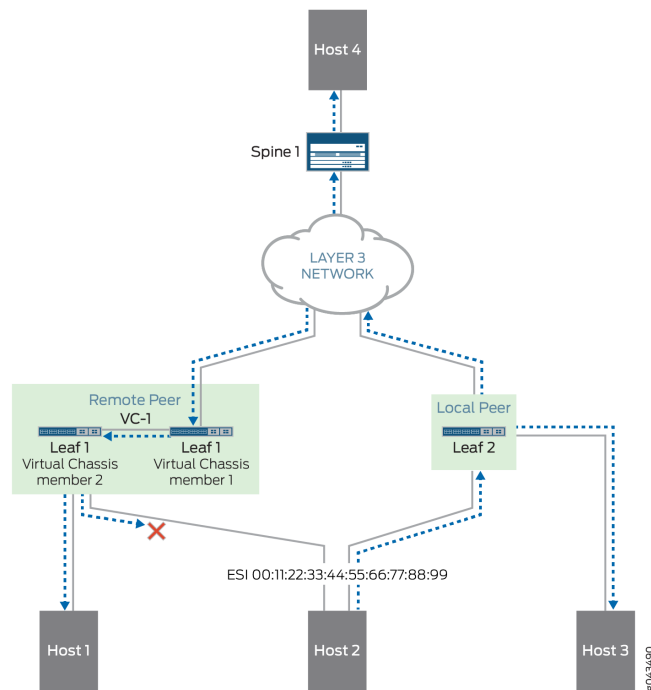 Host 4
Spine 1
LAYER 3
NETWORK
Remote Peer
VC-1
Leaf 1
Virtual Chassis
member 2
Leaf 1
Virtual Chassis
member 1
Local Peer
Leaf 2
ESI 00:11:22:33:44:55:66:77:88:99
Host 1
Host 2
Host 3
g043490